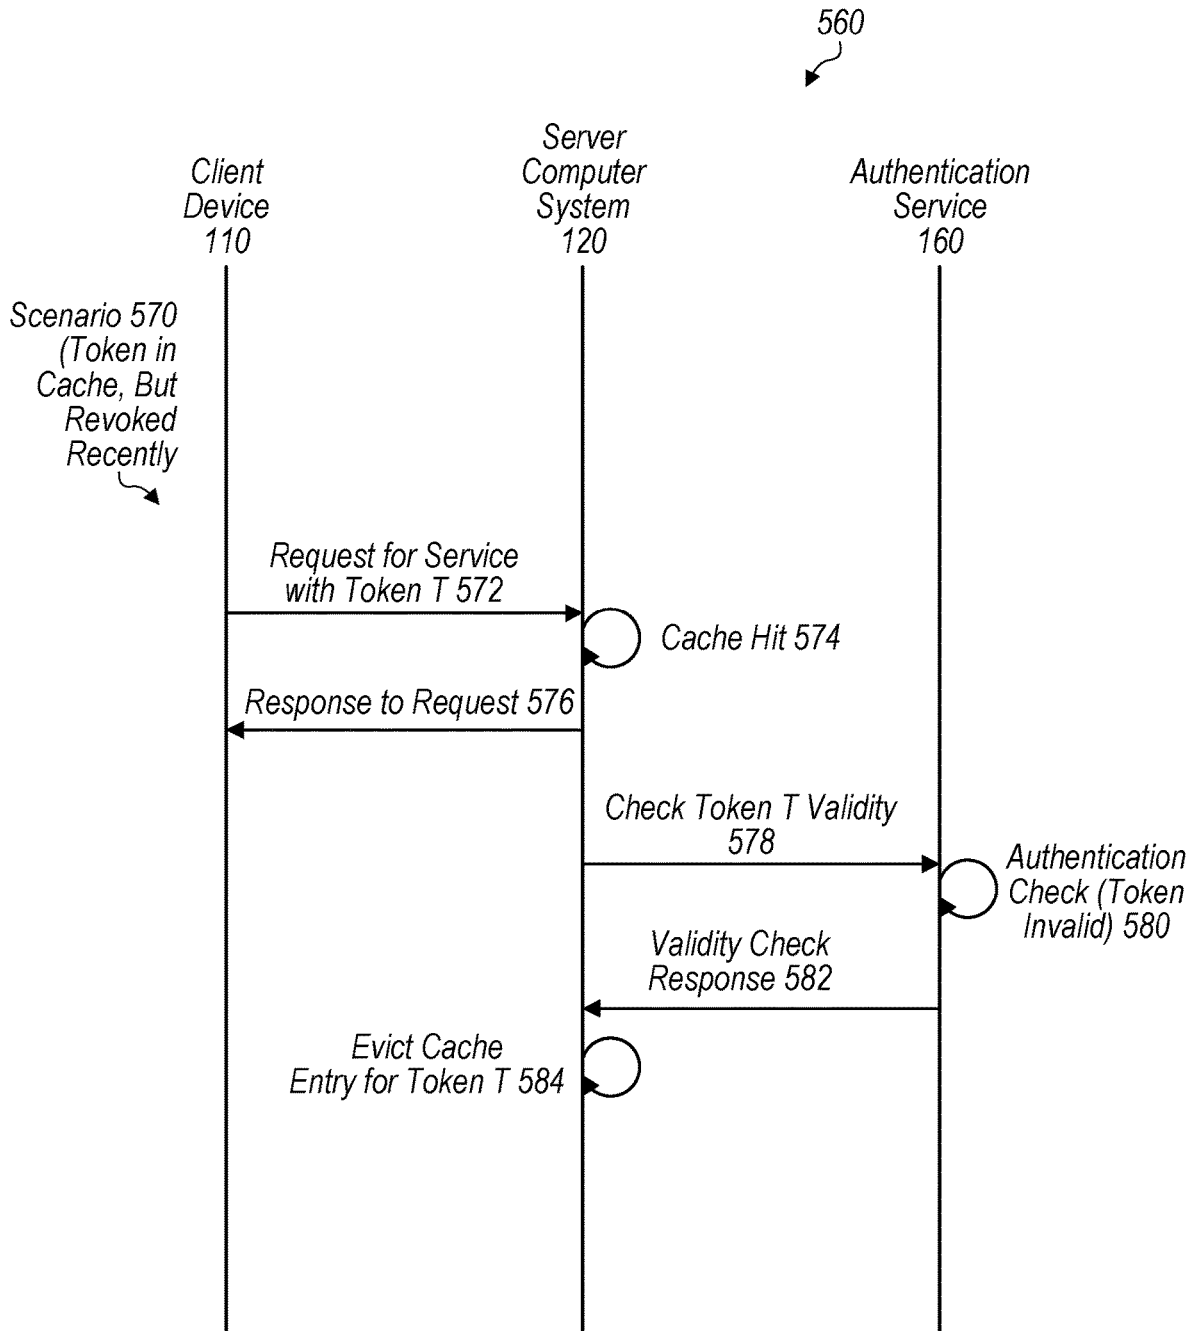 560
Client
Device
110
Server
Computer
System
120
Authentication
Service
160
Scenario 570
(Token in
Cache, But
Revoked
Recently
Request for Service
with Token T 572
Cache Hit 574
Response to Request 576
Check Token T Validity
578
Authentication
Check (Token
Invalid) 580
Validity Check
Response 582
Evict Cache
Entry for Token T 584